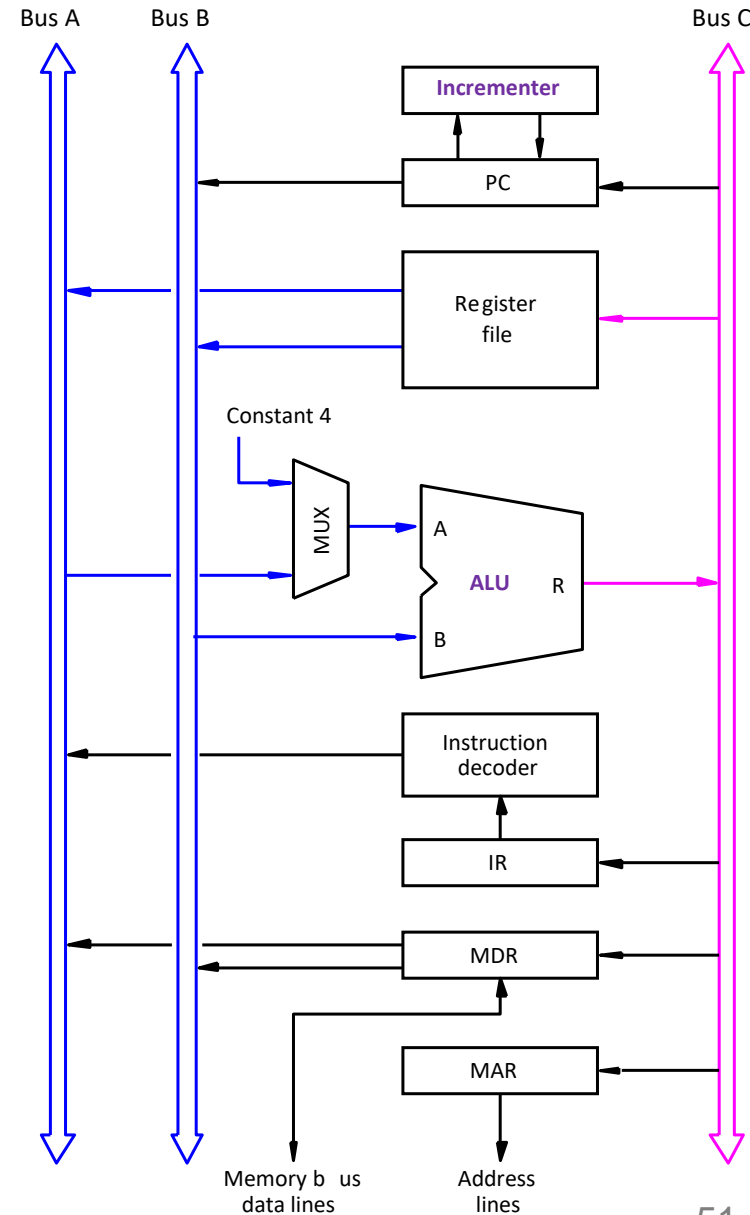 Bus A
Bus B
Bus C
Incrementer
PC
Register
file
Constant 4
MUX
A
ALU
R
B
Instruction
decoder
IR
MDR
MAR
Memory b us
data lines
Address
lines
51